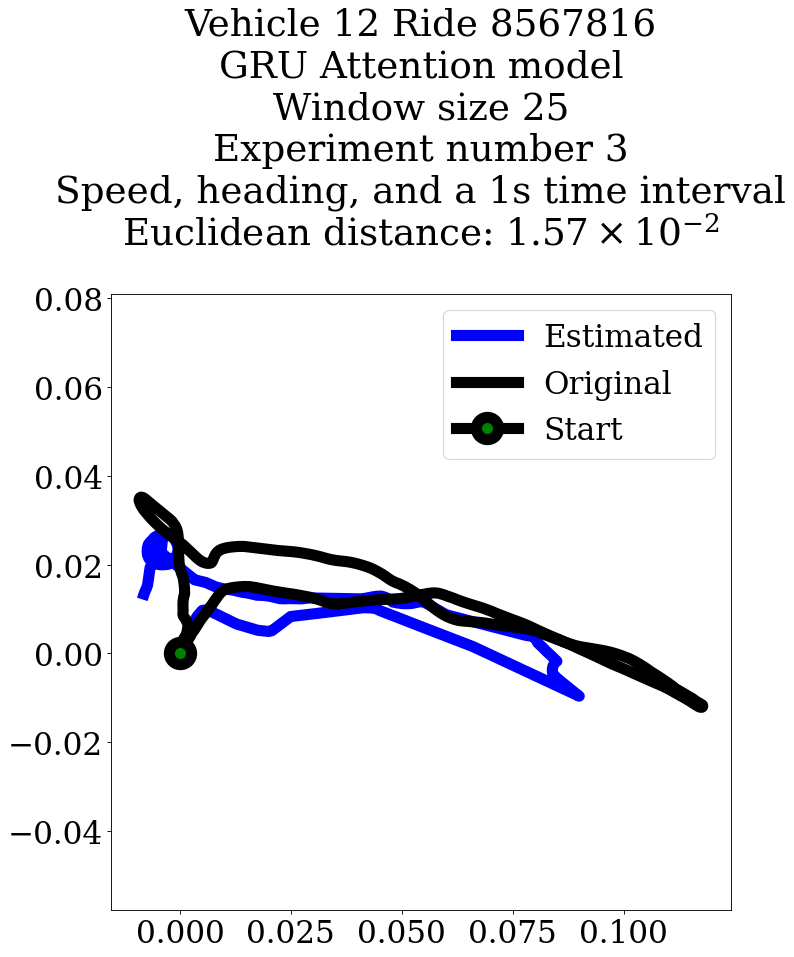 Vehicle 12 Ride 8567816
GRU Attention model
Window size 25
Experiment number 3
Speed, heading, and a 1s time interval
Euclidean distance: 1.57 × 10⁻²
Estimated
Original
Start
0.08
0.06
0.04
0.02
0.00
−0.02
−0.04
0.000 0.025 0.050 0.075 0.100